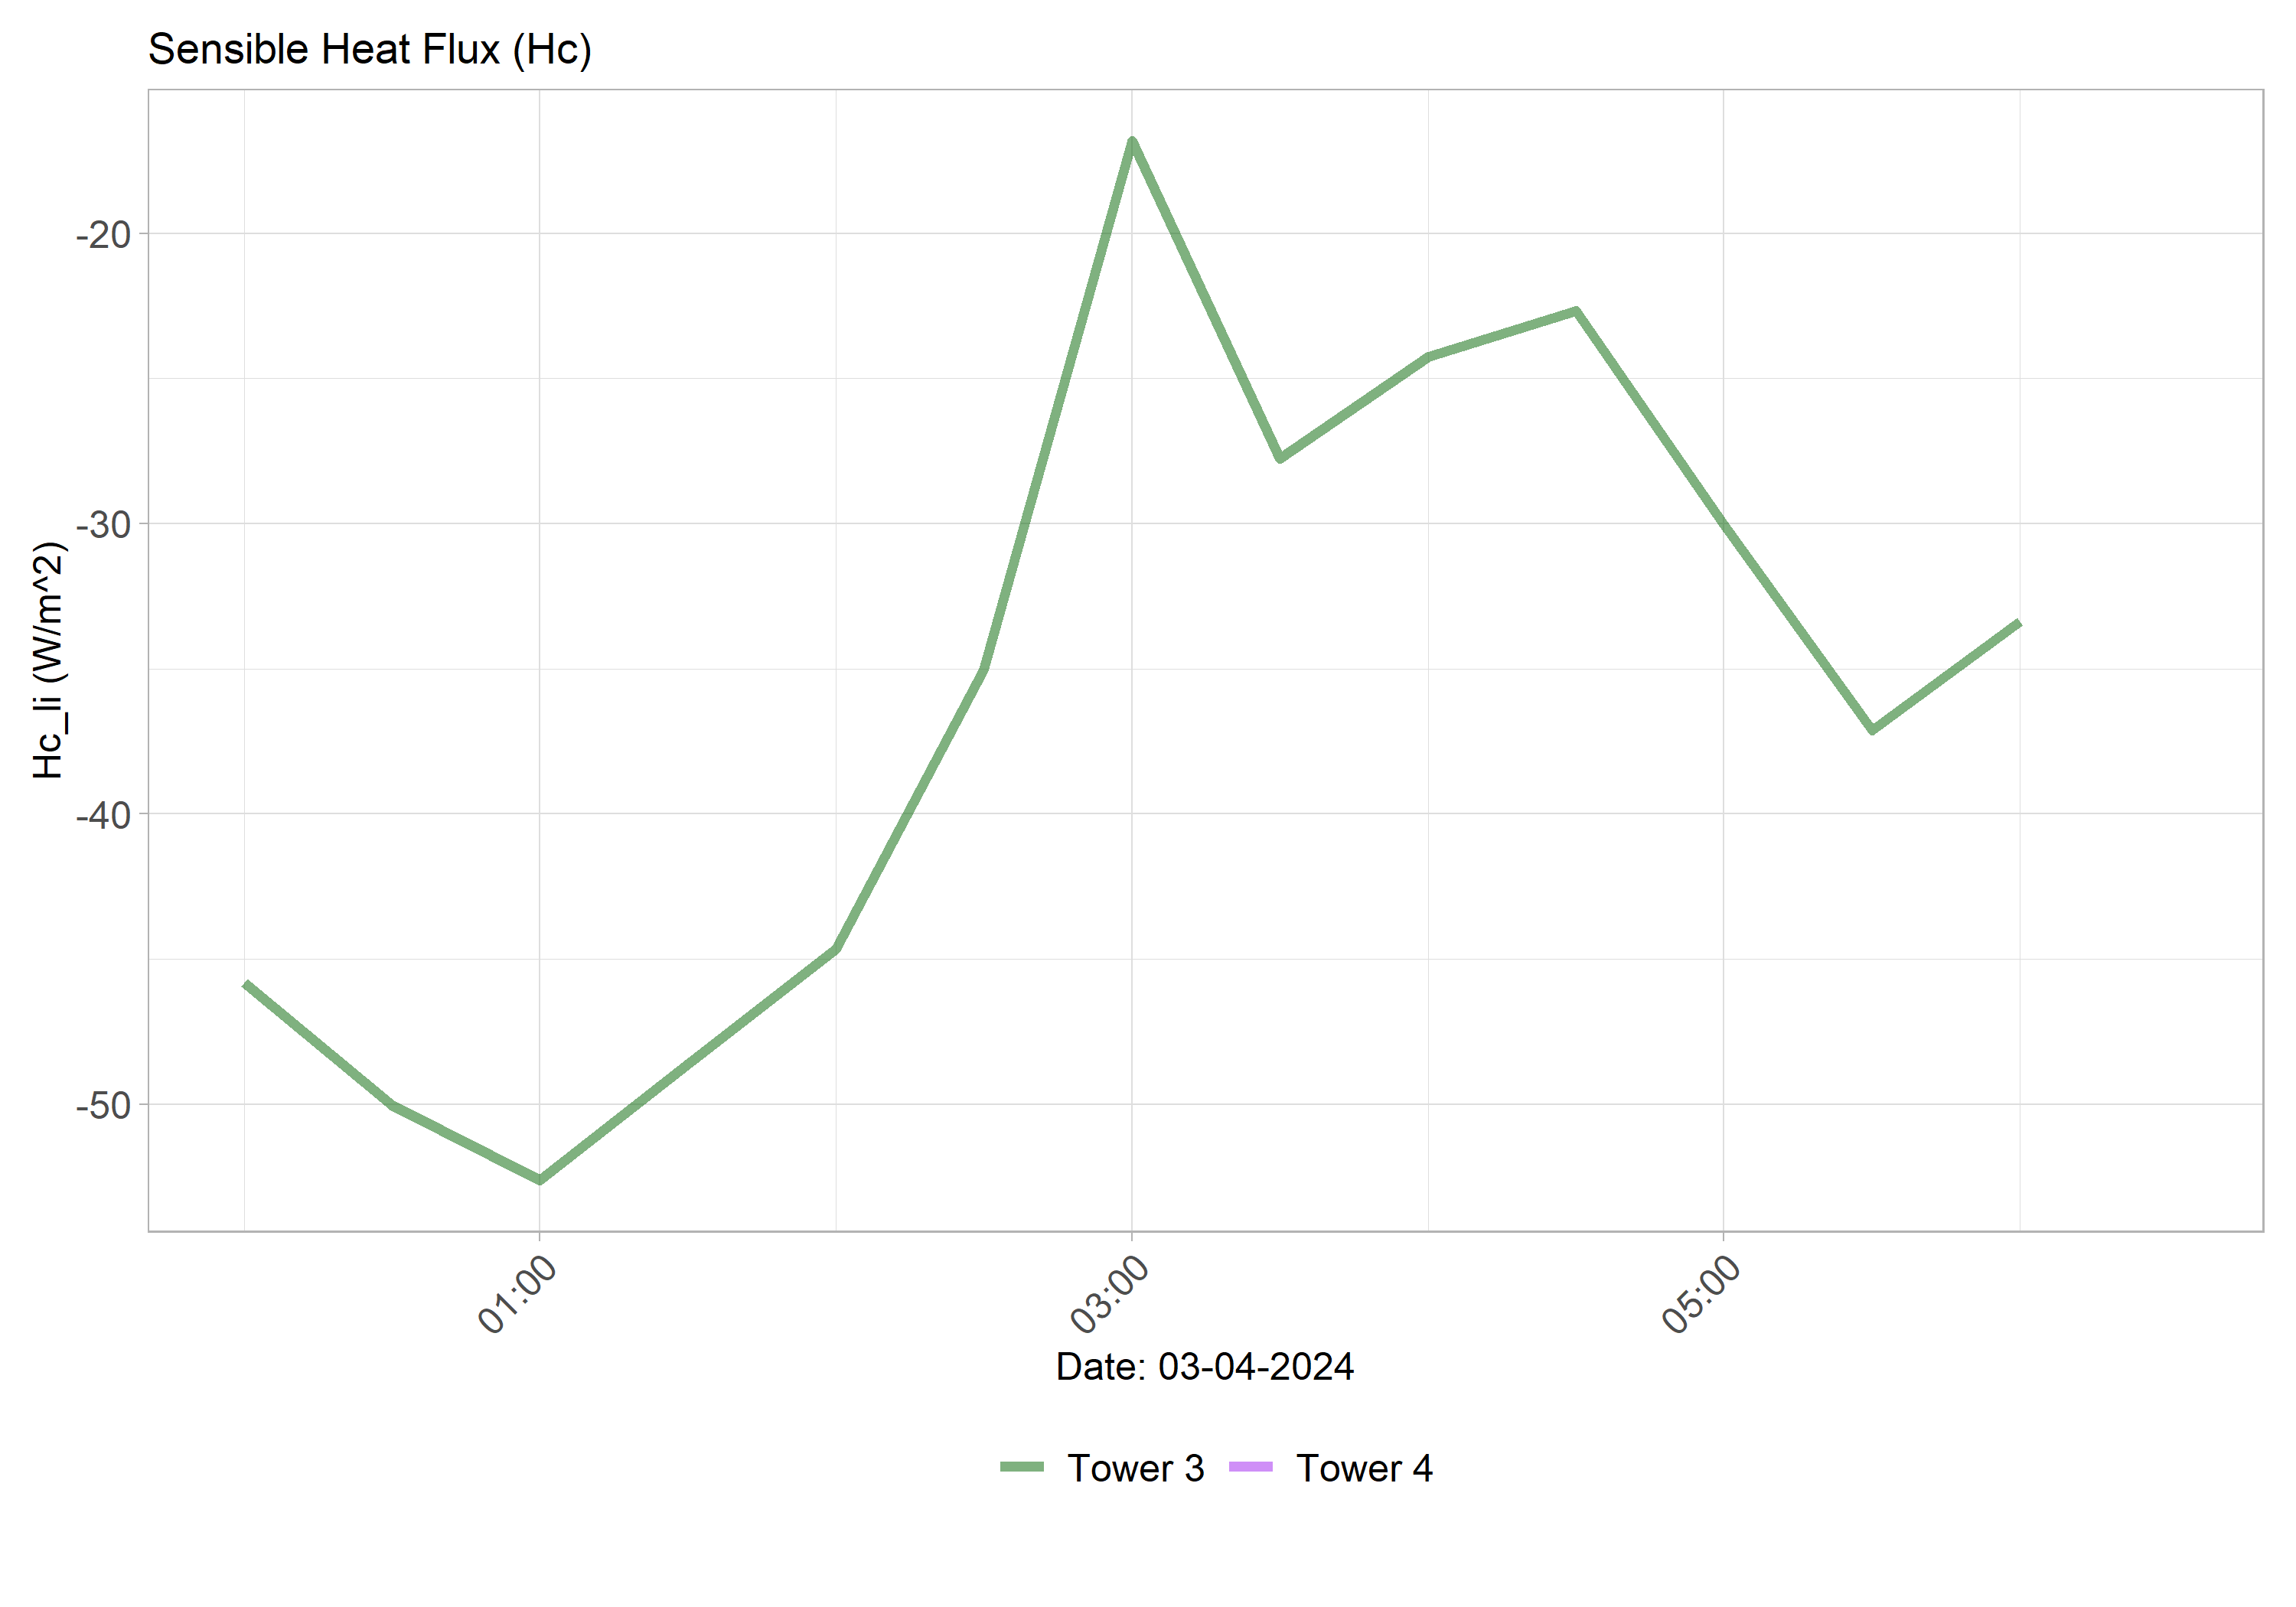 Sensible Heat Flux (Hc)
-20
-30
-40
-50
Hc_li (W/m^2)
01:00
03:00
05:00
Date: 03-04-2024
Tower 3
Tower 4